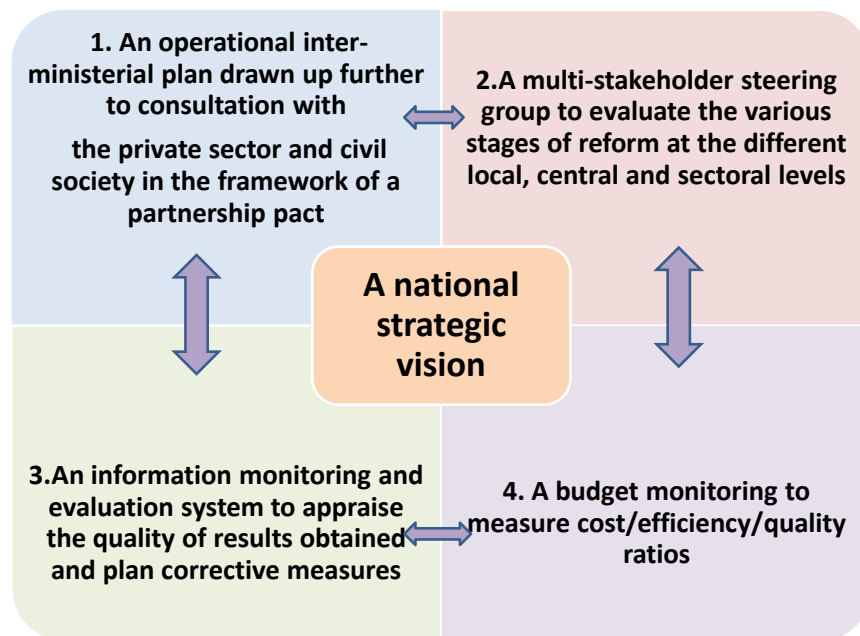 1. An operational inter-
ministerial plan drawn up further
to consultation with
the private sector and civil
society in the framework of a
partnership pact
2.A multi-stakeholder steering
group to evaluate the various
stages of reform at the different
local, central and sectoral levels
A national
strategic
vision
3.An information monitoring and
evaluation system to appraise
the quality of results obtained
and plan corrective measures
4. A budget monitoring to
measure cost/efficiency/quality
ratios